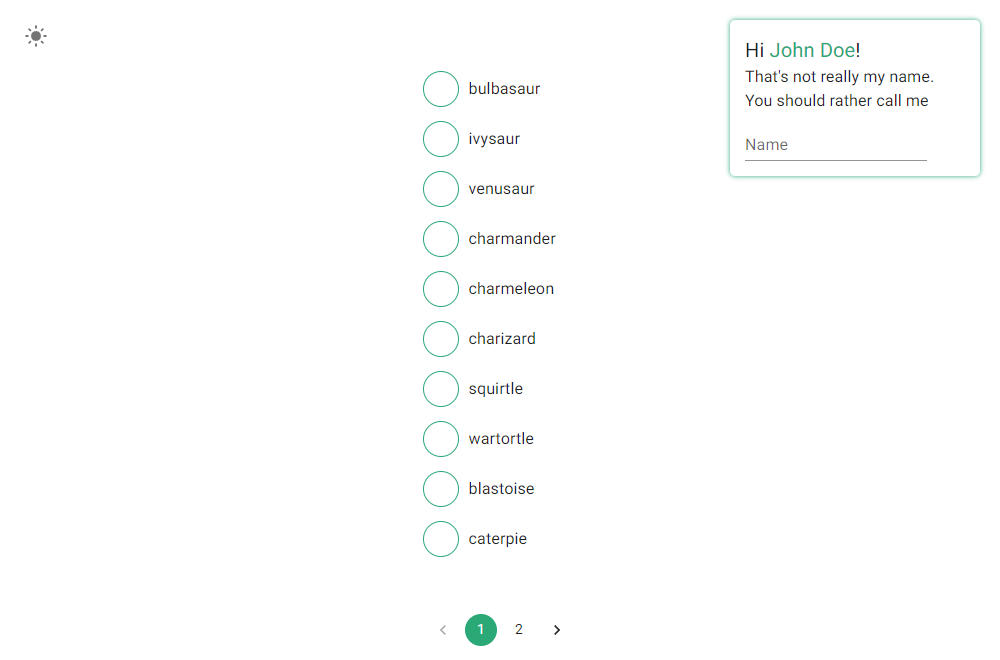 Hi John Doe!
That's not really my name.
You should rather call me
Name
bulbasaur
ivysaur
venusaur
charmander
charmeleon
charizard
squirtle
wartortle
blastoise
caterpie
1 2